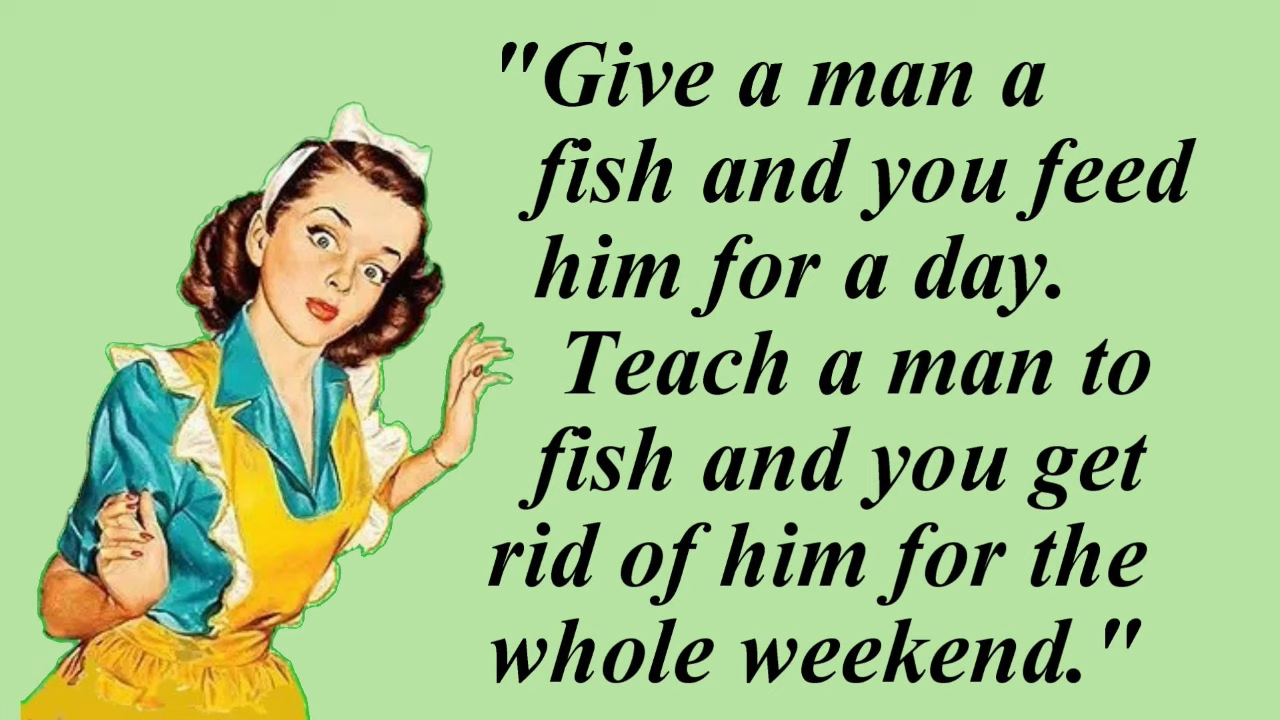 "Give a man a
fish and you feed
him for a day.
Teach a man to
fish and you get
rid of him for the
whole weekend."